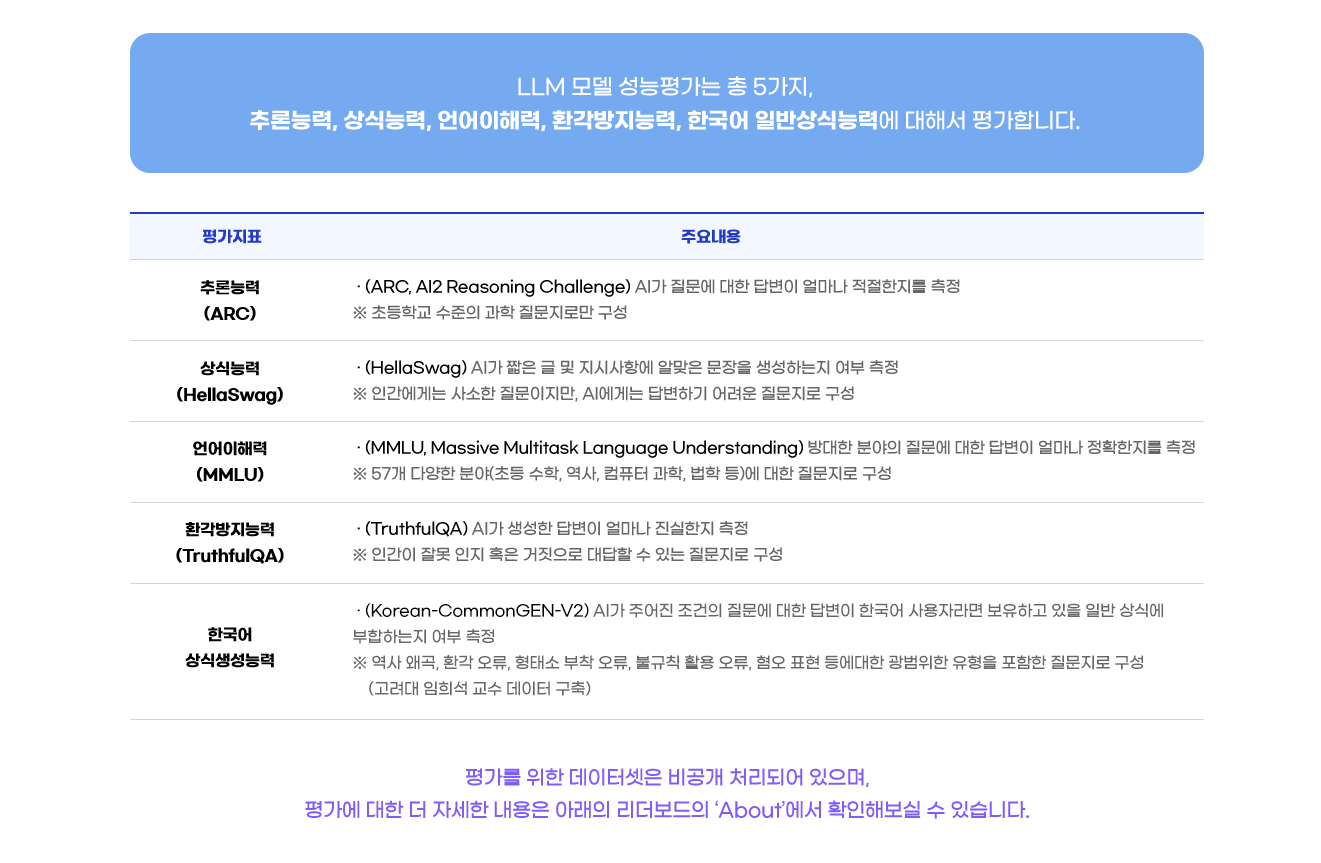 LLM 모델 성능평가는 총 5가지,
추론능력, 상식능력, 언어이해력, 환각방지능력, 한국어 일반상식능력에 대해서 평가합니다.
평가지표
주요내용
추론능력
(ARC)
· (ARC, AI2 Reasoning Challenge) AI가 질문에 대한 답변이 얼마나 적절한지를 측정
※ 초등학교 수준의 과학 질문지로만 구성
상식능력
(HellaSwag)
· (HellaSwag) AI가 짧은 글 및 지시사항에 알맞은 문장을 생성하는지 여부 측정
※ 인간에게는 사소한 질문이지만, AI에게는 답변하기 어려운 질문지로 구성
언어이해력
(MMLU)
· (MMLU, Massive Multitask Language Understanding) 방대한 분야의 질문에 대한 답변이 얼마나 정확한지를 측정
※ 57개 다양한 분야(초등 수학, 역사, 컴퓨터 과학, 법학 등)에 대한 질문지로 구성
환각방지능력
(TruthfulQA)
· (TruthfulQA) AI가 생성한 답변이 얼마나 진실한지 측정
※ 인간이 잘못 인지 혹은 거짓으로 대답할 수 있는 질문지로 구성
한국어
상식생성능력
· (Korean-CommonGEN-V2) AI가 주어진 조건의 질문에 대한 답변이 한국어 사용자라면 보유하고 있을 일반 상식에
부합하는지 여부 측정
※ 역사 왜곡, 환각 오류, 형태소 부착 오류, 불규칙 활용 오류, 혐오 표현 등에대한 광범위한 유형을 포함한 질문지로 구성
(고려대 임희석 교수 데이터 구축)
평가를 위한 데이터셋은 비공개 처리되어 있으며,
평가에 대한 더 자세한 내용은 아래의 리더보드의 ‘About’에서 확인해보실 수 있습니다.